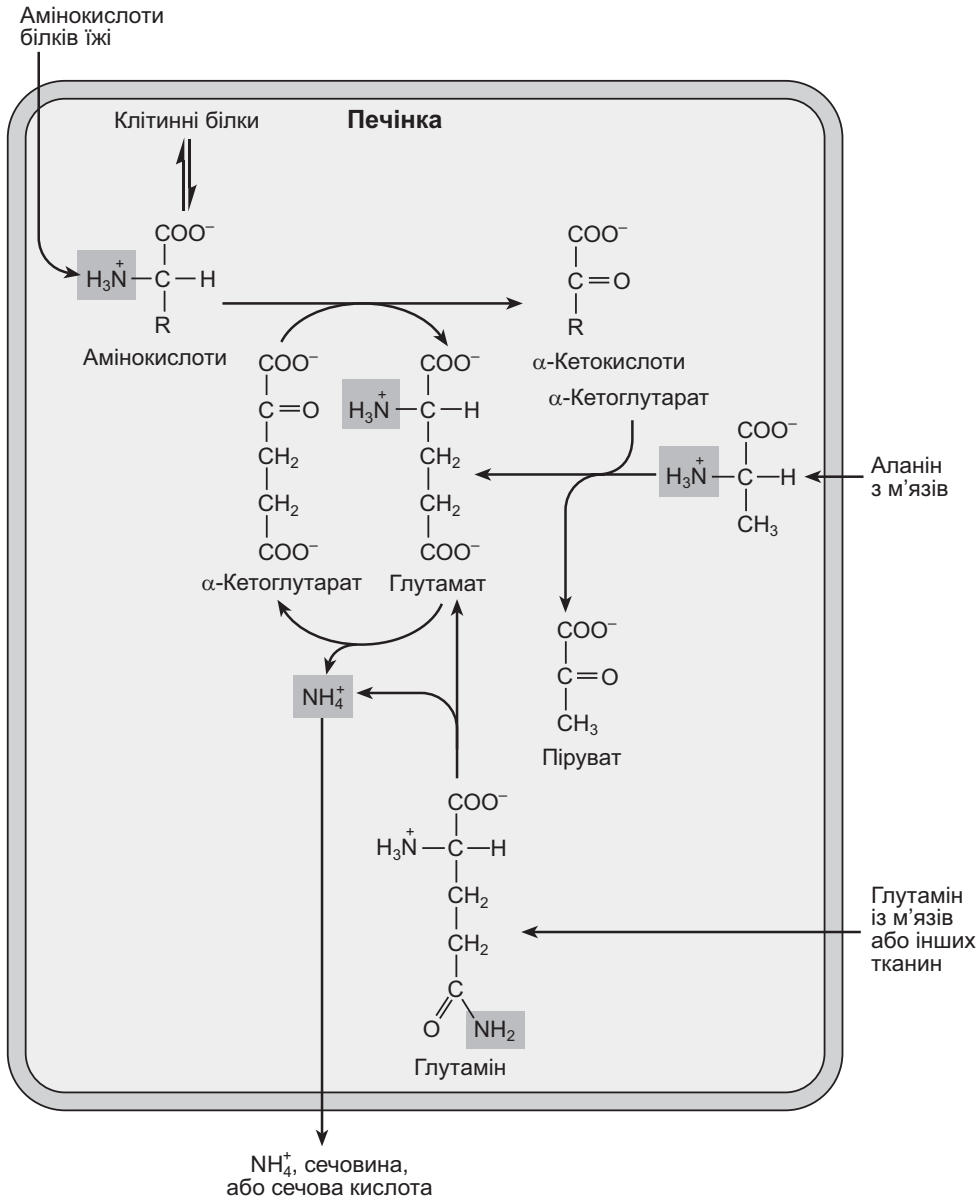 Амінокислоти
білків їжі
Клітинні білки
Печінка
COO⁻
H₃N⁺—C—H
R
Амінокислоти
COO⁻
C=O
R
α-Кетокислоти
α-Кетоглутарат
COO⁻
C=O
CH₂
CH₂
COO⁻
α-Кетоглутарат
COO⁻
H₃N⁺—C—H
CH₂
CH₂
COO⁻
Глутамат
COO⁻
H₃N⁺—C—H
CH₃
Аланін
з м’язів
COO⁻
C=O
CH₃
Піруват
NH₄⁺
COO⁻
H₃N⁺—C—H
CH₂
CH₂
C
O
NH₂
Глутамін
Глутамін
із м’язів
або інших
тканин
NH₄⁺, сечовина,
або сечова кислота